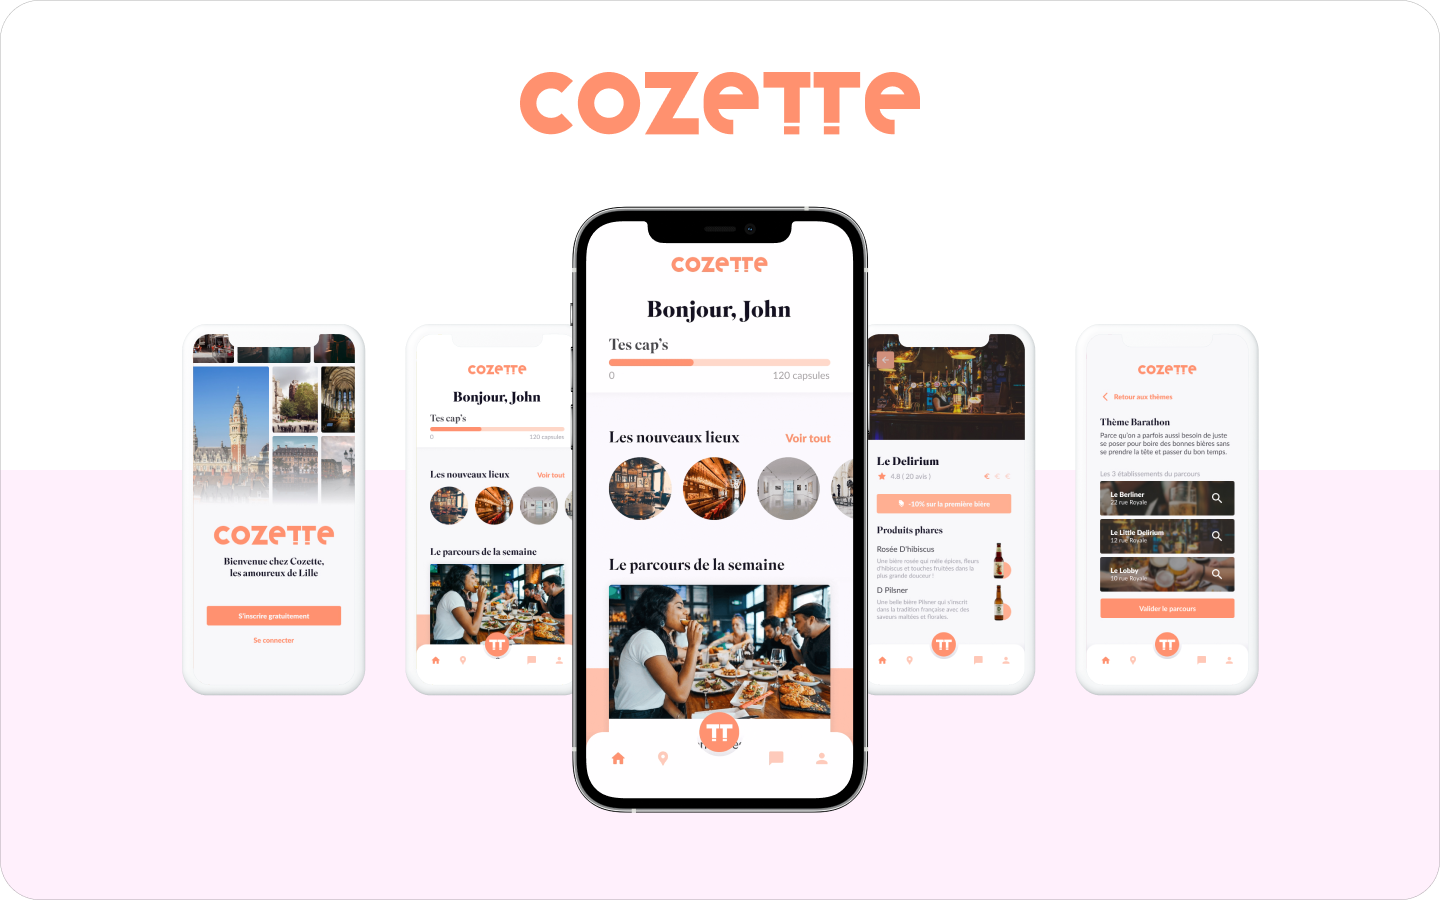 cozette
cozette
Bienvenue chez Cozette,
les amoureux de Lille
S'inscrire gratuitement
Se connecter
cozette
Bonjour, John
Tes cap's
0 120 capsules
Les nouveaux lieux Voir tout
Le parcours de la semaine
TT
cozette
Bonjour, John
Tes cap's
0 120 capsules
Les nouveaux lieux Voir tout
Le parcours de la semaine
TT
Le Delirium
4.8 ( 20 avis ) € € €
-10% sur la première bière
Produits phares
Rosée D'hibiscus
Une bière rosée qui mêle épices, fleurs
d'hibiscus et touches fruitées dans la
plus grande douceur !
D Pilsner
Une belle bière Pilsner qui s'inscrit
dans la tradition française avec des
saveurs maltées et florales.
TT
cozette
Retour aux thèmes
Thème Barathon
Parce qu'on a parfois aussi besoin de juste
se poser pour boire des bonnes bières sans
se prendre la tête et passer du bon temps.
Les 3 établissements du parcours
Le Berliner
22 rue Royale
Le Little Delirium
12 rue Royale
Le Lobby
10 rue Royale
Valider le parcours
TT